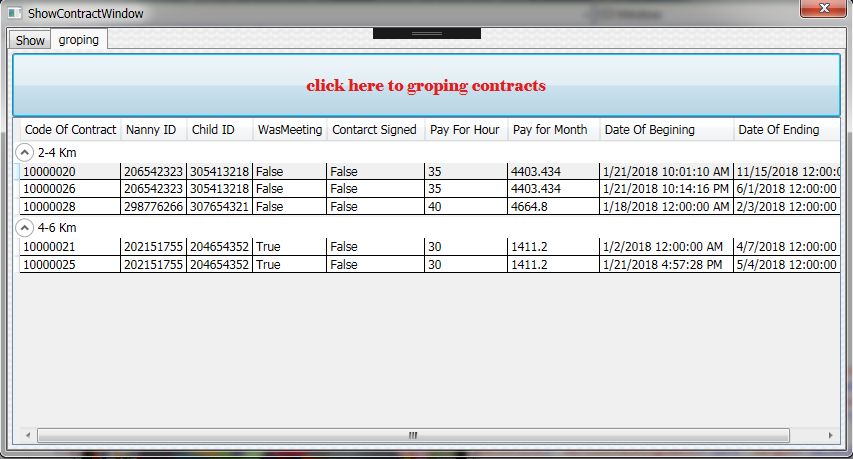 ShowContractWindow
Show groping
click here to groping contracts
Code Of Contract Nanny ID Child ID WasMeeting Contarct Signed Pay For Hour Pay for Month Date Of Begining Date Of Ending
2-4 Km
10000020 206542323 305413218 False False 35 4403.434 1/21/2018 10:01:10 AM 11/15/2018 12:00:0
10000026 206542323 305413218 False False 35 4403.434 1/21/2018 10:14:16 PM 6/1/2018 12:00:00
10000028 298776266 307654321 False False 40 4664.8 1/18/2018 12:00:00 AM 2/3/2018 12:00:00
4-6 Km
10000021 202151755 204654352 True False 30 1411.2 1/2/2018 12:00:00 AM 4/7/2018 12:00:00
10000025 202151755 204654352 True False 30 1411.2 1/21/2018 4:57:28 PM 5/4/2018 12:00:00